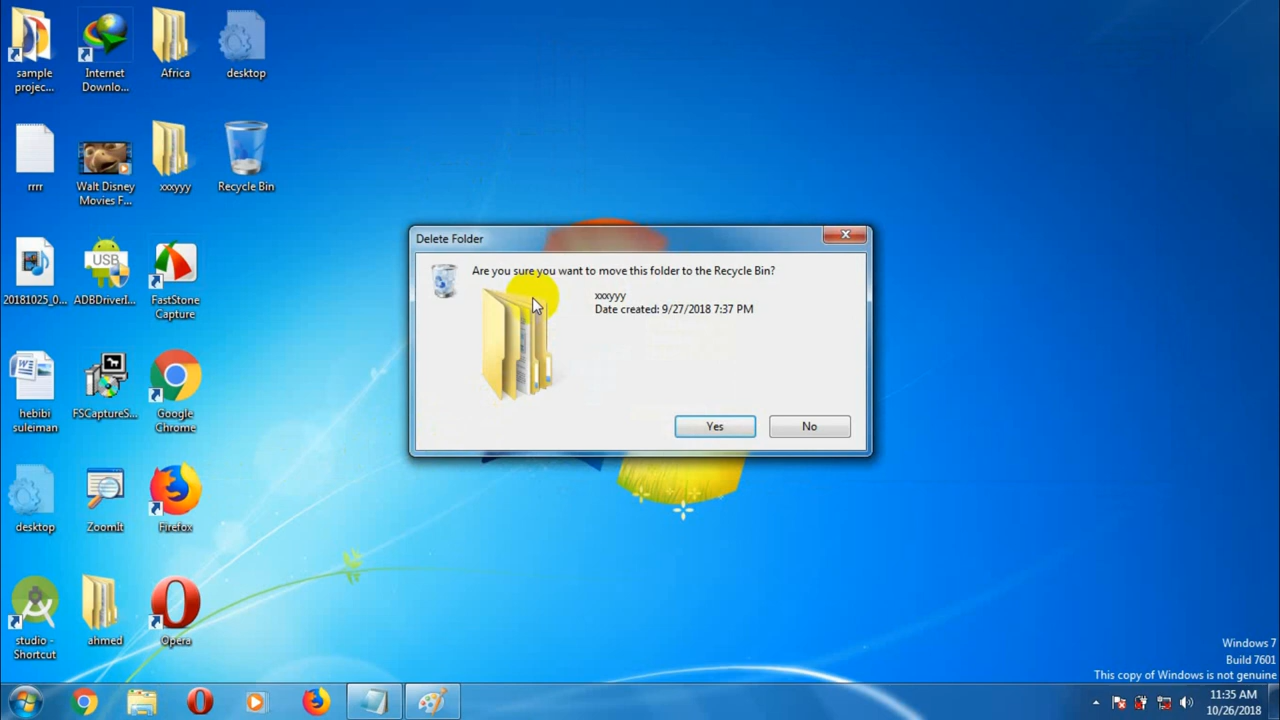 sample
projec...
Internet
Downlo...
Africa
desktop
rrrr
Walt Disney
Movies F...
xxxyyy
Recycle Bin
20181025_0...
USB
ADBDriverI...
FastStone
Capture
Delete Folder
Are you sure you want to move this folder to the Recycle Bin?
xxxyyy
Date created: 9/27/2018 7:37 PM
Yes
No
hebibi
suleiman
FSCaptureS...
Google
Chrome
desktop
ZoomIt
Firefox
studio -
Shortcut
ahmed
Opera
Windows 7
Build 7601
This copy of Windows is not genuine
11:35 AM
10/26/2018